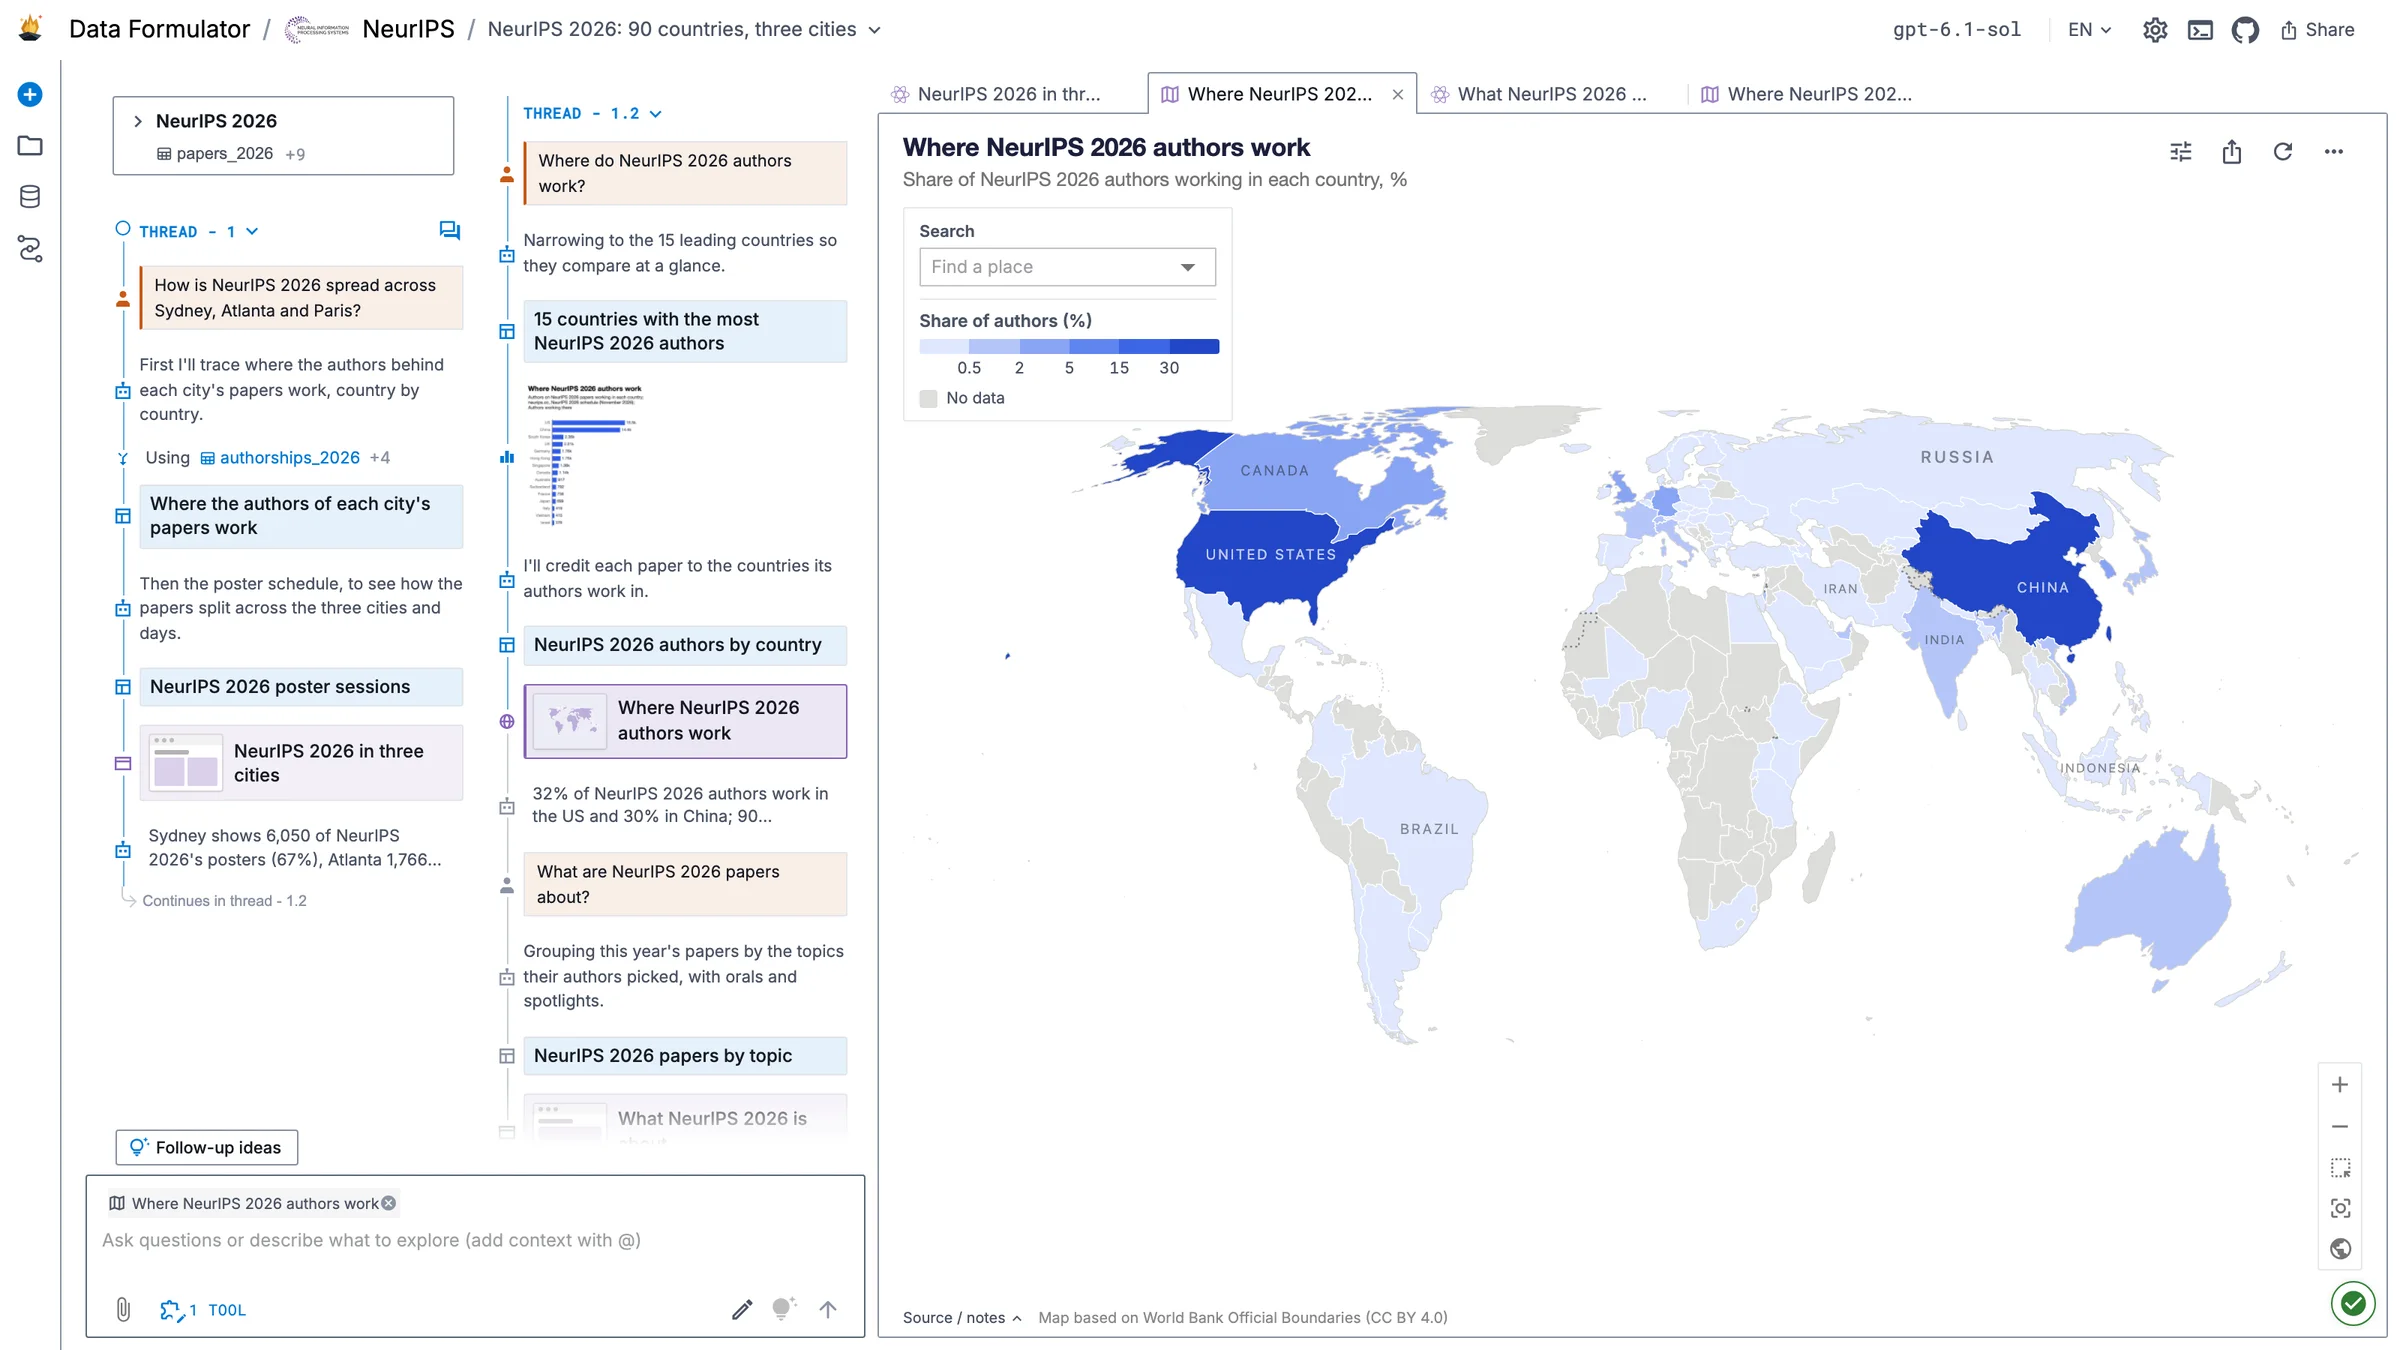 Data Formulator / NeurIPS / NeurIPS 2026: 90 countries, three cities
gpt-6.1-sol
EN
Share
NeurIPS 2026
papers_2026 +9
THREAD - 1
How is NeurIPS 2026 spread across
Sydney, Atlanta and Paris?
First I'll trace where the authors behind
each city's papers work, country by
country.
Using authorships_2026 +4
Where the authors of each city's
papers work
Then the poster schedule, to see how the
papers split across the three cities and
days.
NeurIPS 2026 poster sessions
NeurIPS 2026 in three
cities
Sydney shows 6,050 of NeurIPS
2026's posters (67%), Atlanta 1,766...
Continues in thread - 1.2
THREAD - 1.2
Where do NeurIPS 2026 authors
work?
Narrowing to the 15 leading countries so
they compare at a glance.
15 countries with the most
NeurIPS 2026 authors
Where NeurIPS 2026 authors work
I'll credit each paper to the countries its
authors work in.
NeurIPS 2026 authors by country
Where NeurIPS 2026
authors work
32% of NeurIPS 2026 authors work in
the US and 30% in China; 90...
What are NeurIPS 2026 papers
about?
Grouping this year's papers by the topics
their authors picked, with orals and
spotlights.
NeurIPS 2026 papers by topic
What NeurIPS 2026 is
about
Follow-up ideas
Where NeurIPS 2026 authors work
Ask questions or describe what to explore (add context with @)
1 TOOL
NeurIPS 2026 in thr...
Where NeurIPS 202...
What NeurIPS 2026 ...
Where NeurIPS 202...
Where NeurIPS 2026 authors work
Share of NeurIPS 2026 authors working in each country, %
Search
Find a place
Share of authors (%)
0.5 2 5 15 30
No data
CANADA
UNITED STATES
BRAZIL
RUSSIA
IRAN
CHINA
INDIA
INDONESIA
Source / notes
Map based on World Bank Official Boundaries (CC BY 4.0)